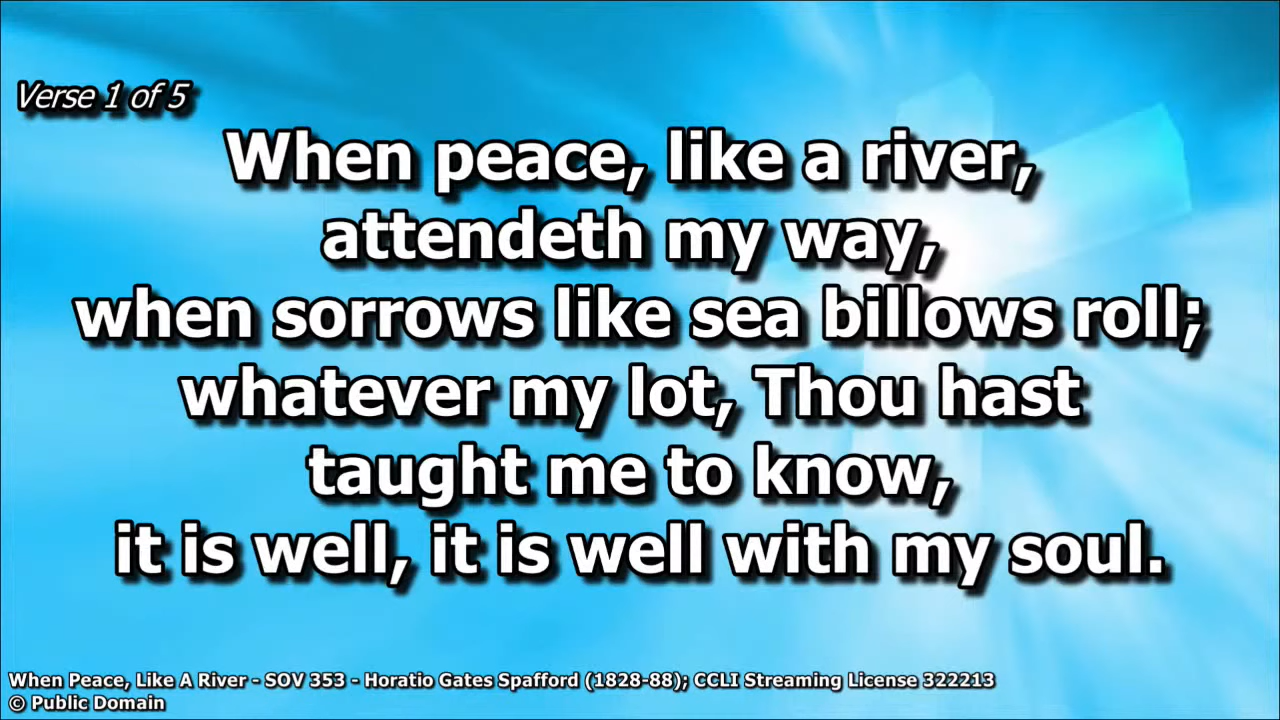 Verse 1 of 5
When peace, like a river,
attendeth my way,
when sorrows like sea billows roll;
whatever my lot, Thou hast
taught me to know,
it is well, it is well with my soul.
When Peace, Like A River - SOV 353 - Horatio Gates Spafford (1828-88); CCLI Streaming License 322213
© Public Domain